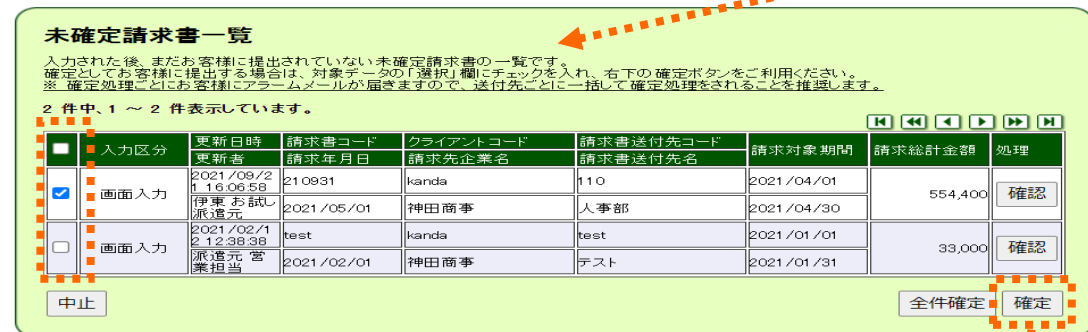 未確定請求書一覧
入力された後、まだお客様に提出されていない未確定請求書の一覧です。
確定としてお客様に提出する場合は、対象データの「選択」欄にチェックを入れ、右下の確定ボタンをご利用ください。
※ 確定処理ごとにお客様にアラームメールが届きますので、送付先ごとに一括して確定処理をされることを推奨します。
2 件中、1 ～ 2 件表示しています。
入力区分 更新日時 請求書コード クライアントコード 請求書送付先コード 請求対象期間 請求総計金額 処理
更新者 請求年月日 請求先企業名 請求書送付先名
画面入力 2021/09/2
1 16:06:58 210931 kanda 110 2021/04/01 554,400 確認
伊東 お試し
派遣元 2021/05/01 神田商事 人事部 2021/04/30
画面入力 2021/02/1
2 12:38:38 test kanda test 2021/01/01 33,000 確認
派遣元 営
業担当 2021/02/01 神田商事 テスト 2021/01/31
中止 全件確定 確定